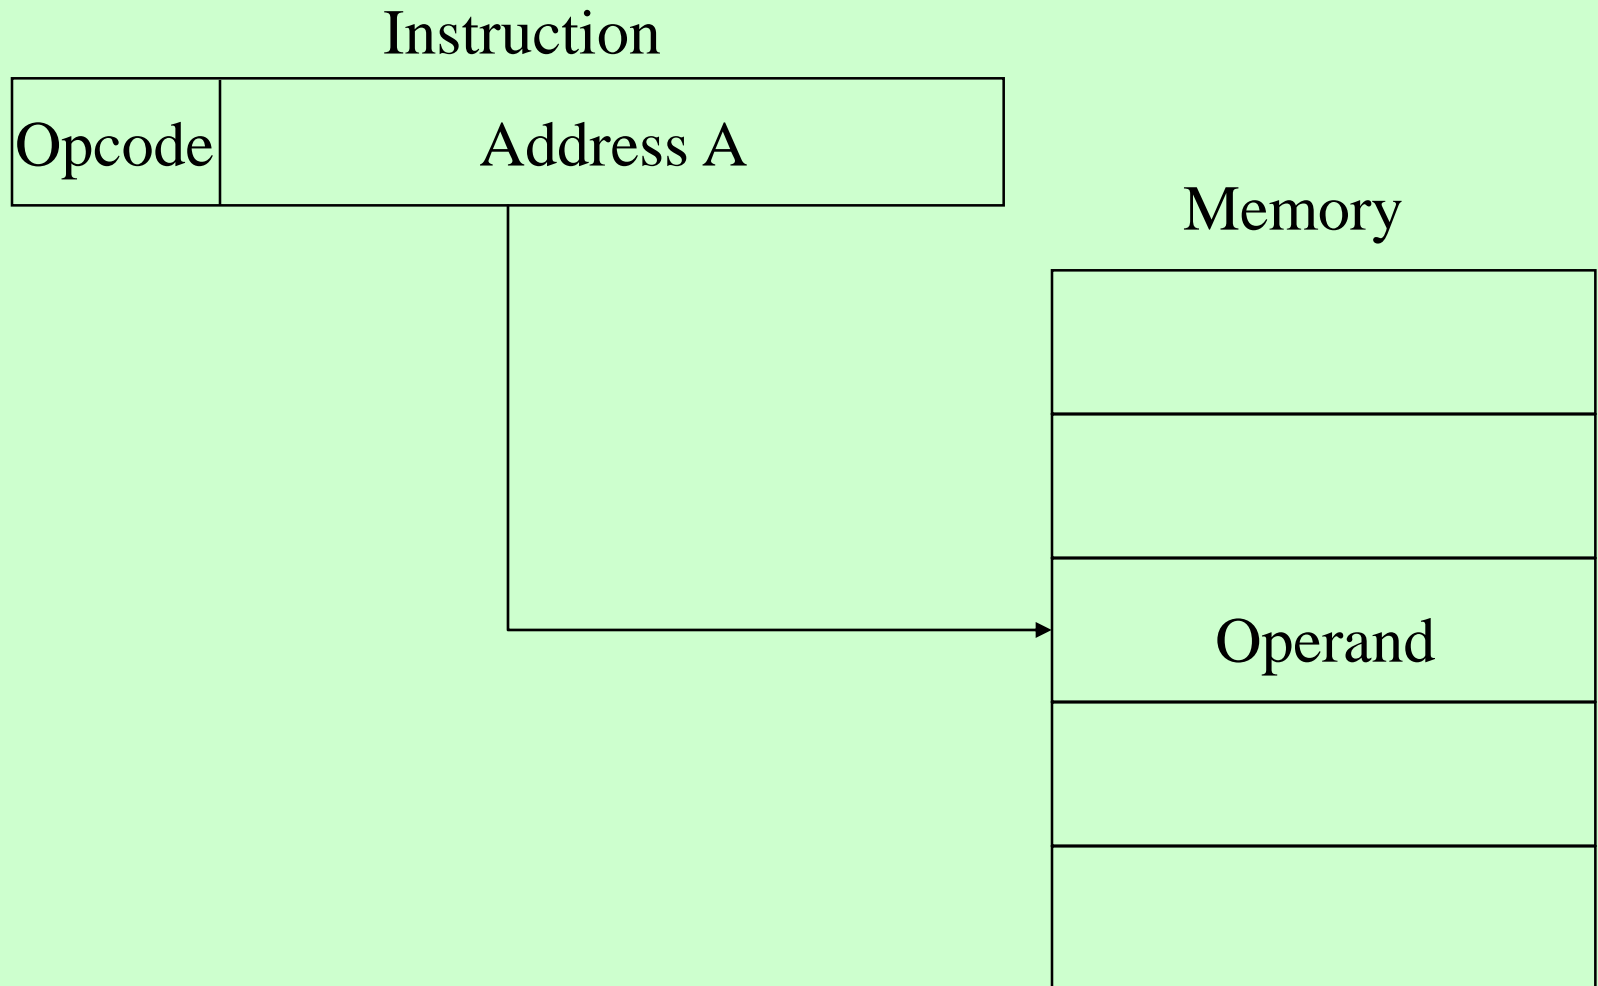 Instruction
Opcode
Address A
Memory
Operand